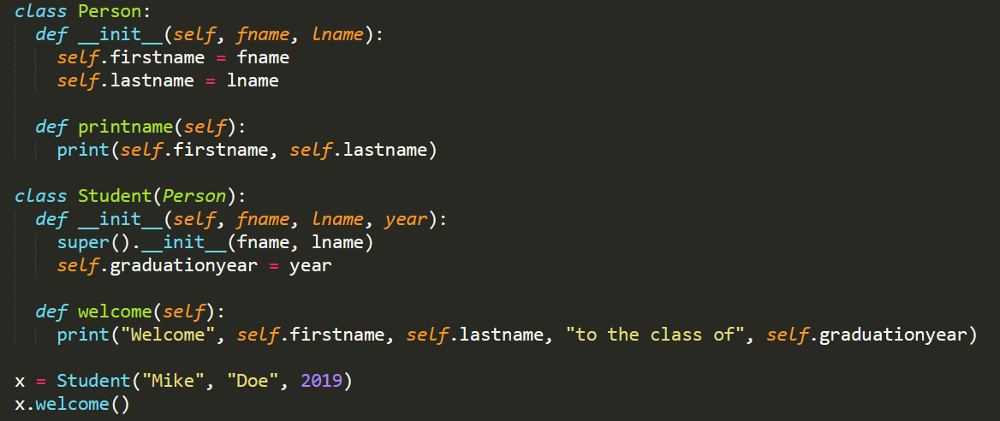 class Person:
  def __init__(self, fname, lname):
    self.firstname = fname
    self.lastname = lname

  def printname(self):
    print(self.firstname, self.lastname)

class Student(Person):
  def __init__(self, fname, lname, year):
    super().__init__(fname, lname)
    self.graduationyear = year

  def welcome(self):
    print("Welcome", self.firstname, self.lastname, "to the class of", self.graduationyear)

x = Student("Mike", "Doe", 2019)
x.welcome()